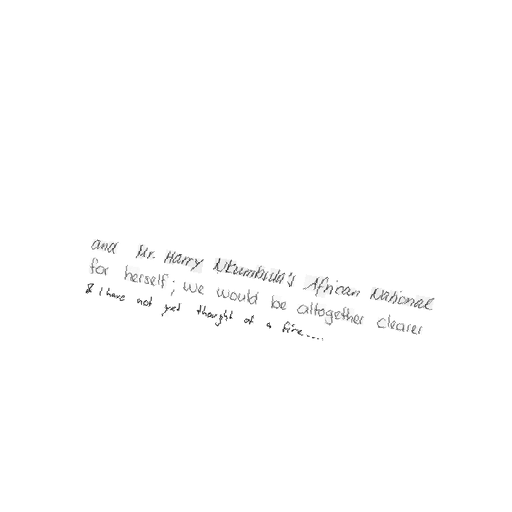 and Mr. Harry Nkumbula's African National
for herself; we would be altogether clearer
& I have not yet thought of a fire....